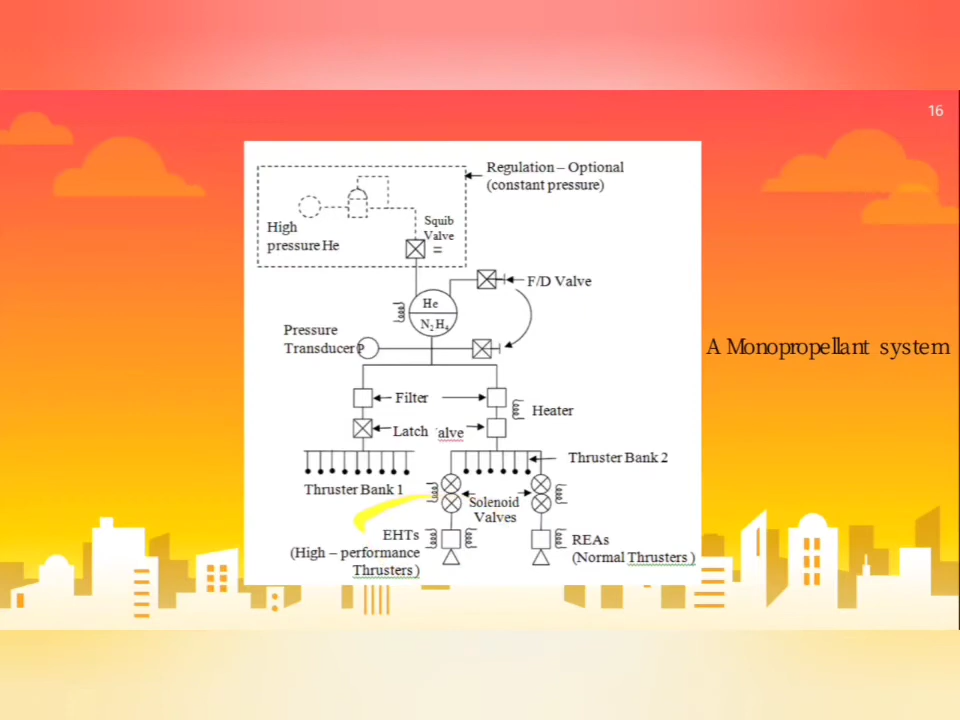 16
Regulation – Optional
(constant pressure)
High
pressure He
Squib
Valve
=
F/D Valve
He
N₂H₄
Pressure
Transducer P
Filter
Heater
Latch alve
Thruster Bank 2
Thruster Bank 1
Solenoid
Valves
EHTs
(High – performance
Thrusters )
REAs
(Normal Thrusters )
A Monopropellant system